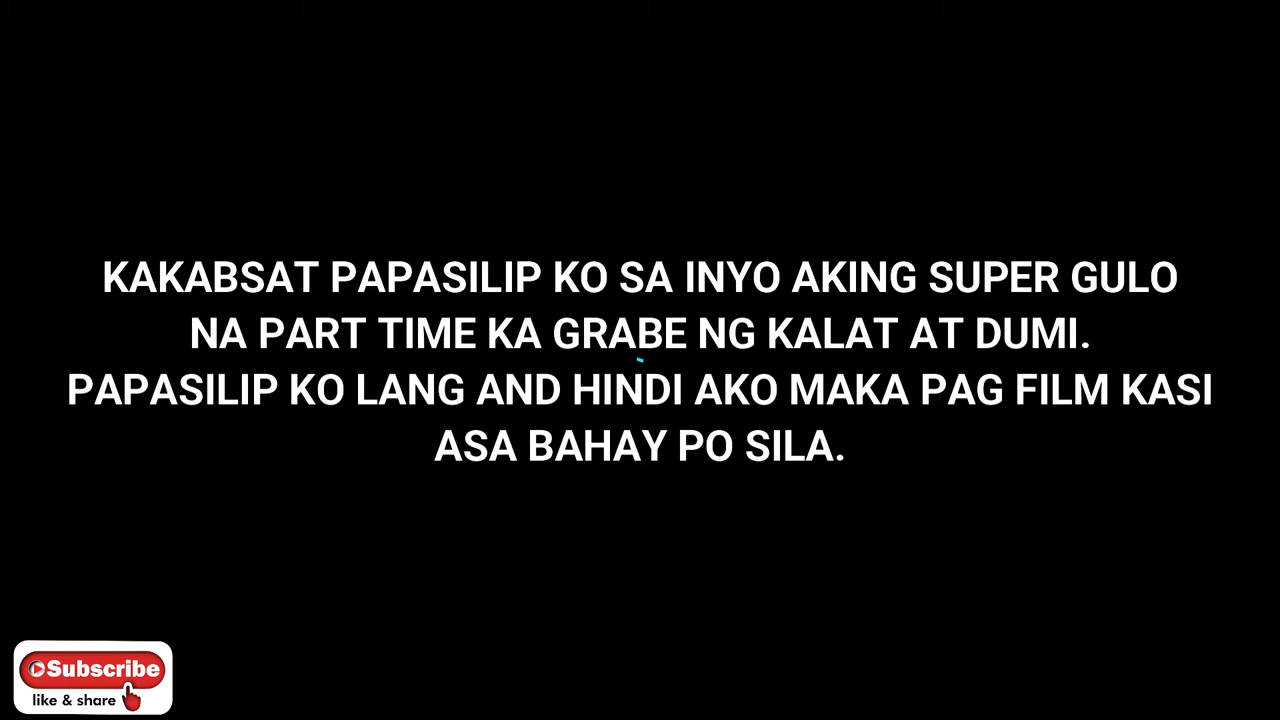 KAKABSAT PAPASILIP KO SA INYO AKING SUPER GULO
NA PART TIME KA GRABE NG KALAT AT DUMI.
PAPASILIP KO LANG AND HINDI AKO MAKA PAG FILM KASI
ASA BAHAY PO SILA.
Subscribe
like & share